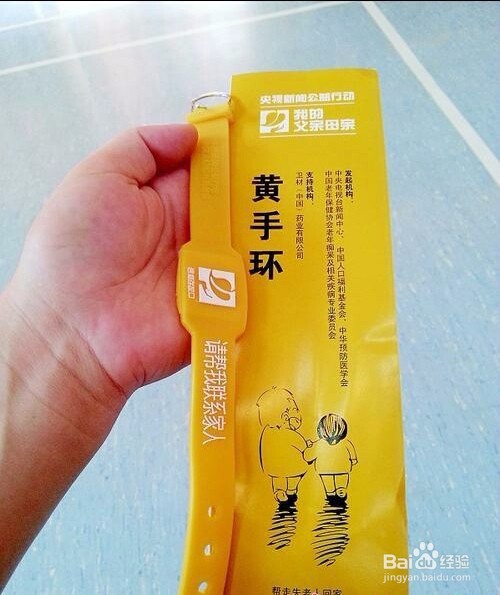 央视新闻公益行动
我的
父亲母亲
黄手环
发起机构：
中央电视台新闻中心、中国人口福利基金会、中华预防医学会
中国老年保健协会老年痴呆及相关疾病专业委员会
支持机构：
卫材（中国）药业有限公司
请帮我联系家人
帮走失老人回家
Baidu经验
jingyan.baidu.com